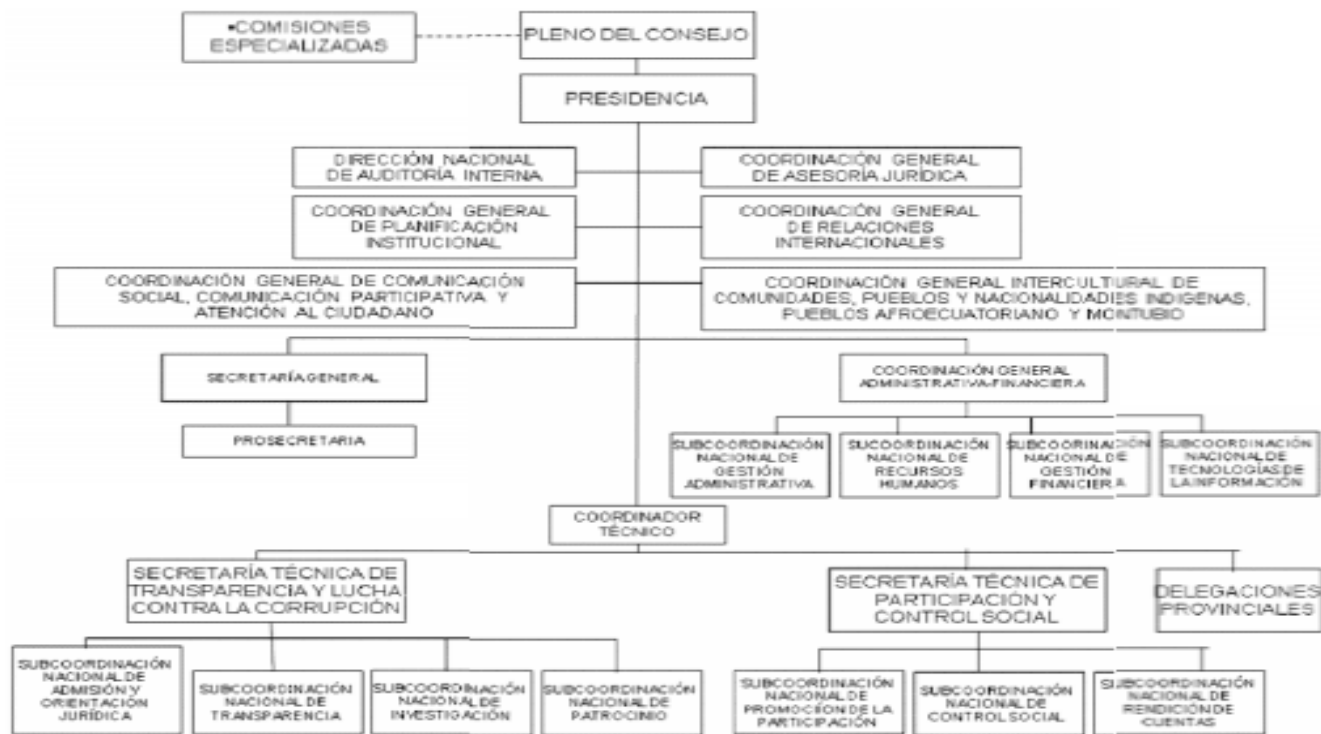 •COMISIONES
ESPECIALIZADAS
PLENO DEL CONSEJO
PRESIDENCIA
DIRECCIÓN NACIONAL
DE AUDITORÍA INTERNA
COORDINACIÓN GENERAL
DE ASESORÍA JURÍDICA
COORDINACIÓN GENERAL
DE PLANIFICACIÓN
INSTITUCIONAL
COORDINACIÓN GENERAL
DE RELACIONES
INTERNACIONALES
COORDINACIÓN GENERAL DE COMUNICACIÓN
SOCIAL, COMUNICACIÓN PARTICIPATIVA Y
ATENCIÓN AL CIUDADANO
COORDINACIÓN GENERAL INTERCULTURAL DE
COMUNIDADES, PUEBLOS Y NACIONALIDADES INDIGENAS,
PUEBLOS AFROECUATORIANO Y MONTUBIO
SECRETARÍA GENERAL
COORDINACIÓN GENERAL
ADMINISTRATIVA-FINANCIERA
PROSECRETARIA
SUBCOORDINACIÓN
NACIONAL DE
GESTIÓN
ADMINISTRATIVA
SUCOORDINACIÓN
NACIONAL DE
RECURSOS
HUMANOS
SUBCOORINACIÓN
NACIONAL DE
GESTIÓN
FINANCIERA
SUBCOORDINACIÓN
NACIONAL DE
TECNOLOGÍAS DE
LA INFORMACIÓN
COORDINADOR
TÉCNICO
SECRETARÍA TÉCNICA DE
TRANSPARENCIA Y LUCHA
CONTRA LA CORRUPCIÓN
SECRETARÍA TÉCNICA DE
PARTICIPACIÓN Y
CONTROL SOCIAL
DELEGACIONES
PROVINCIALES
SUBCOORDINACIÓN
NACIONAL DE
ADMISIÓN Y
ORIENTACIÓN
JURÍDICA
SUBCOORDINACIÓN
NACIONAL DE
TRANSPARENCIA
SUBCOORDINACIÓN
NACIONAL DE
INVESTIGACIÓN
SUBCOORDINACIÓN
NACIONAL DE
PATROCINIO
SUBCOORDINACIÓN
NACIONAL DE
PROMOCIÍON DE LA
PARTICIPACIÓN
SUBCOORDINACIÓN
NACIONAL DE
CONTROL SOCIAL
SUBCOORDINACIÓN
NACIONAL DE
RENDICIÓN DE
CUENTAS